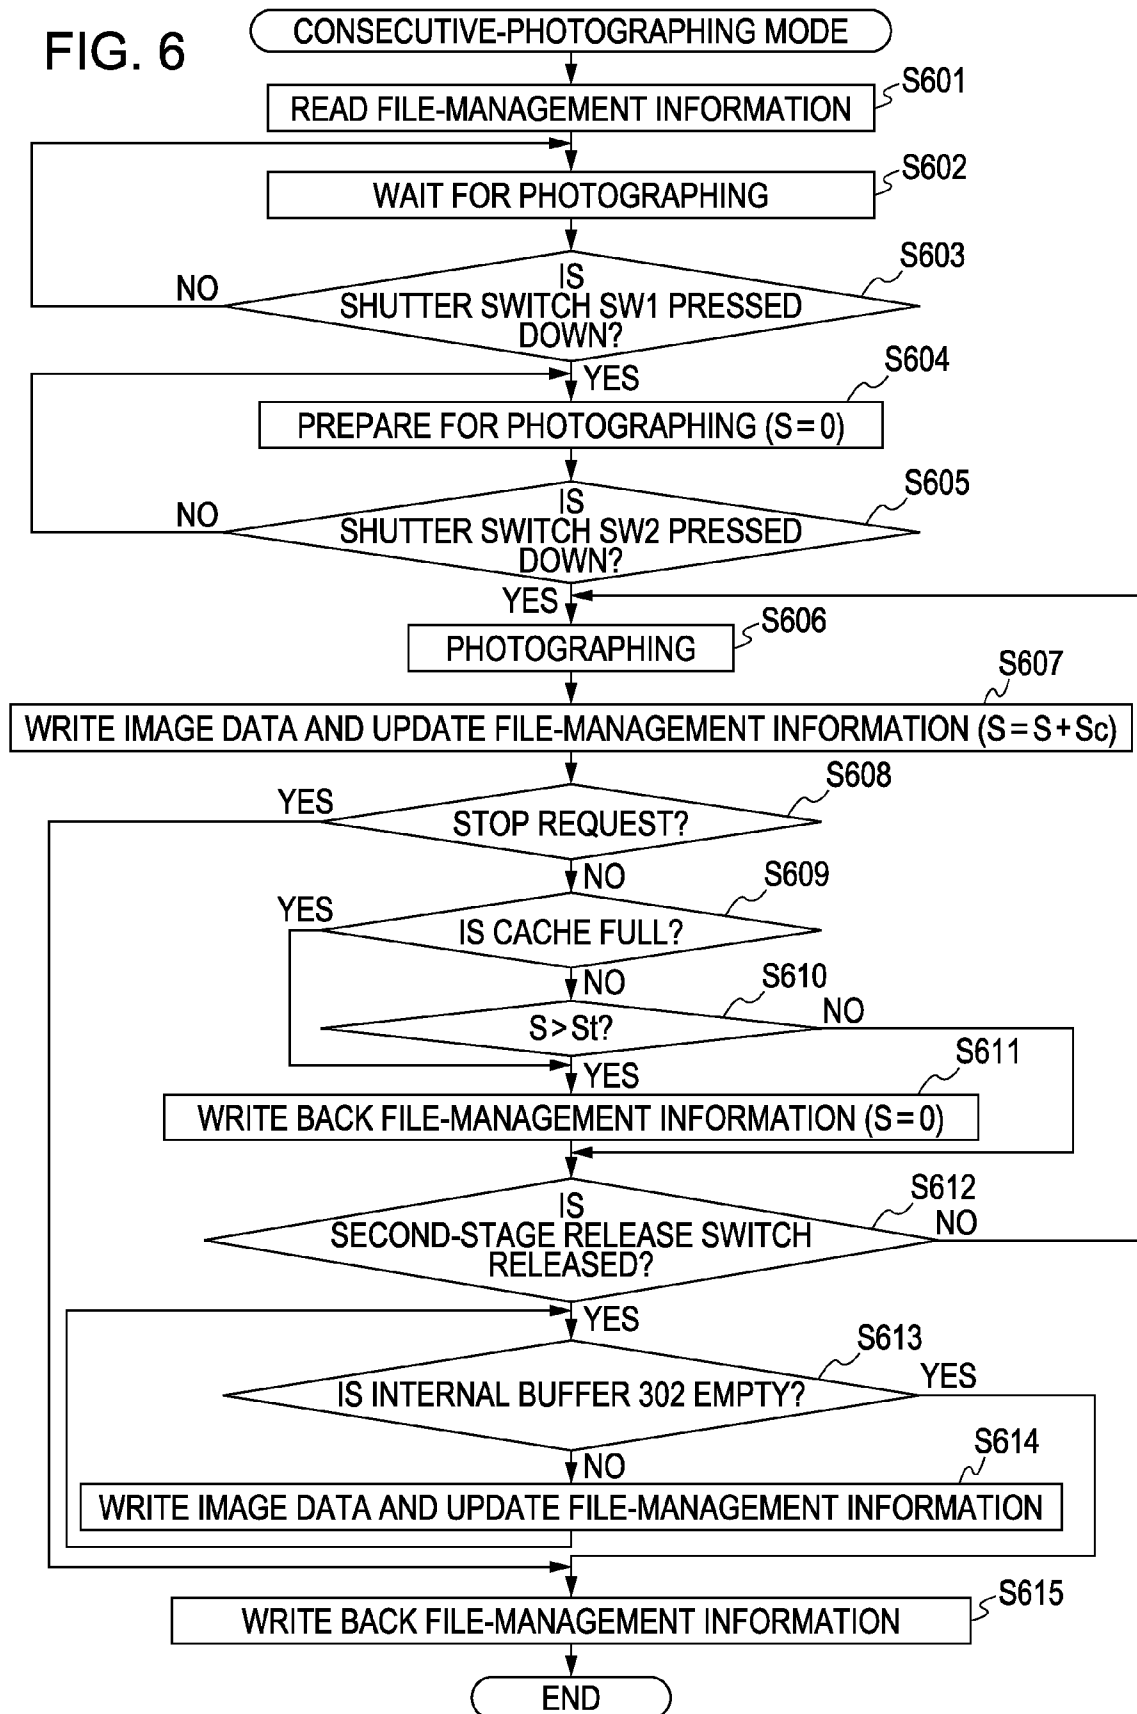 FIG. 6
CONSECUTIVE-PHOTOGRAPHING MODE
S601
READ FILE-MANAGEMENT INFORMATION
S602
WAIT FOR PHOTOGRAPHING
S603
IS
SHUTTER SWITCH SW1 PRESSED
DOWN?
NO
YES
S604
PREPARE FOR PHOTOGRAPHING (S=0)
S605
IS
SHUTTER SWITCH SW2 PRESSED
DOWN?
NO
YES
S606
PHOTOGRAPHING
S607
WRITE IMAGE DATA AND UPDATE FILE-MANAGEMENT INFORMATION (S=S+Sc)
S608
YES
STOP REQUEST?
NO
S609
YES
IS CACHE FULL?
NO
S610
S>St?
NO
YES
S611
WRITE BACK FILE-MANAGEMENT INFORMATION (S=0)
S612
IS
SECOND-STAGE RELEASE SWITCH
RELEASED?
NO
YES
S613
IS INTERNAL BUFFER 302 EMPTY?
YES
NO
S614
WRITE IMAGE DATA AND UPDATE FILE-MANAGEMENT INFORMATION
S615
WRITE BACK FILE-MANAGEMENT INFORMATION
END